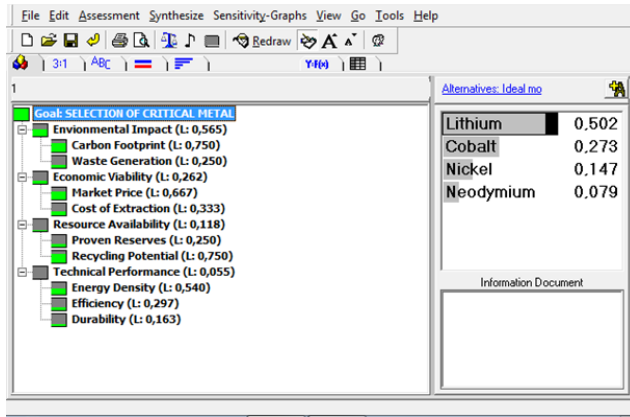 File Edit Assessment Synthesize Sensitivity-Graphs View Go Tools Help
Redraw
3:1 ABC Y=f(x)
1
Alternatives: Ideal mo
Goal: SELECTION OF CRITICAL METAL
Envionmental Impact (L: 0,565)
Carbon Footprint (L: 0,750)
Waste Generation (L: 0,250)
Economic Viability (L: 0,262)
Market Price (L: 0,667)
Cost of Extraction (L: 0,333)
Resource Availability (L: 0,118)
Proven Reserves (L: 0,250)
Recycling Potential (L: 0,750)
Technical Performance (L: 0,055)
Energy Density (L: 0,540)
Efficiency (L: 0,297)
Durability (L: 0,163)
Lithium 0,502
Cobalt 0,273
Nickel 0,147
Neodymium 0,079
Information Document